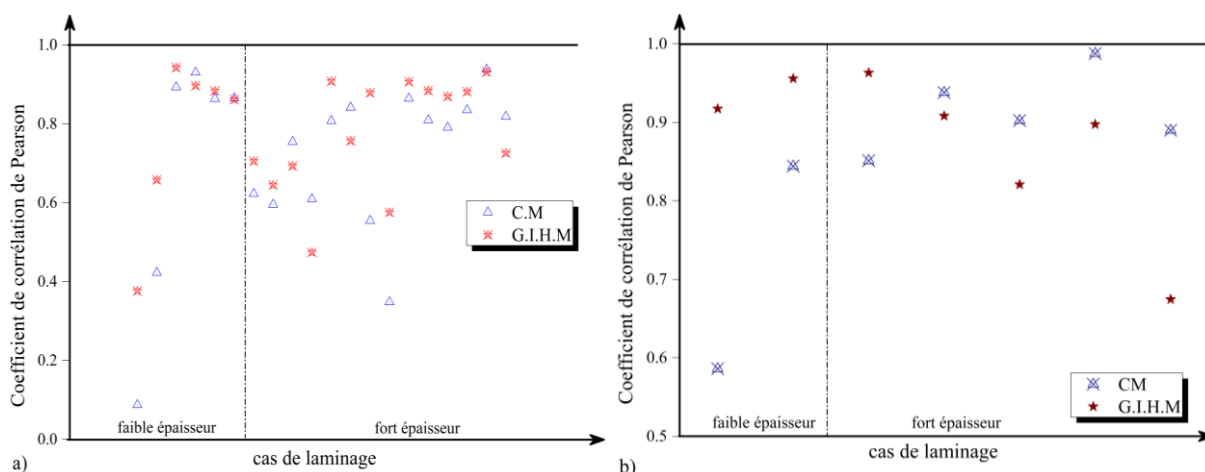 Coefficient de corrélation de Pearson
1.0
0.8
0.6
0.4
0.2
0.0
C.M
G.I.H.M
faible épaisseur
fort épaisseur
cas de laminage
a)
Coefficient de corrélation de Pearson
1.0
0.9
0.8
0.7
0.6
0.5
CM
G.I.H.M
faible épaisseur
fort épaisseur
cas de laminage
b)